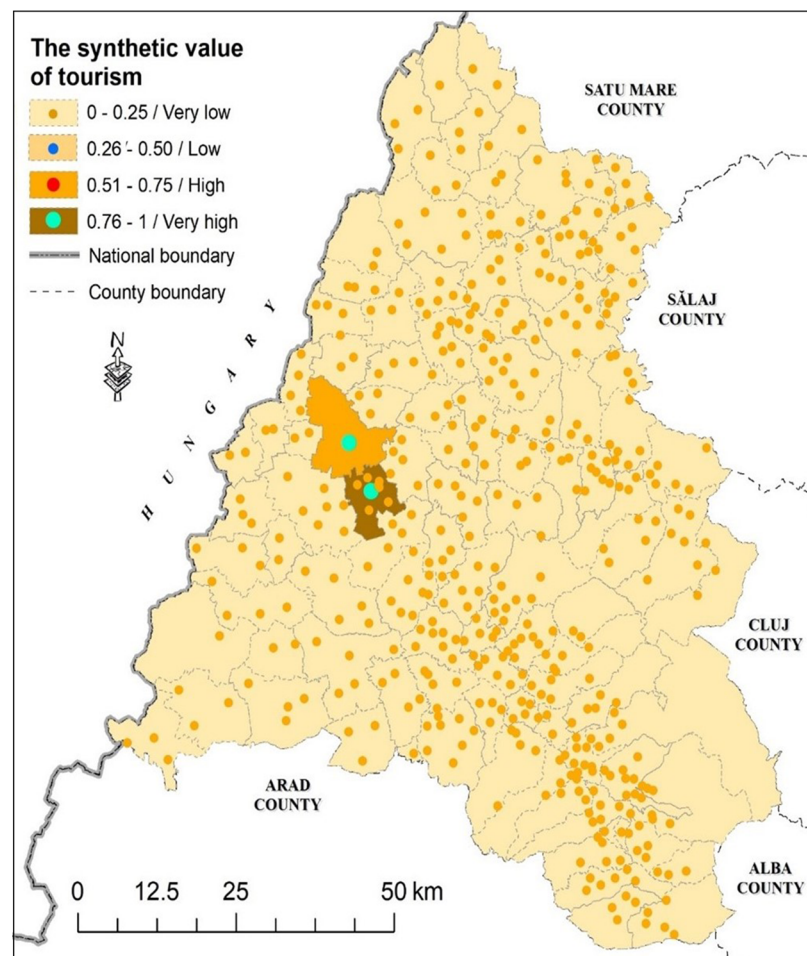 The synthetic value
of tourism
0 - 0.25 / Very low
0.26 - 0.50 / Low
0.51 - 0.75 / High
0.76 - 1 / Very high
National boundary
County boundary
N
SATU MARE
COUNTY
SĂLAJ
COUNTY
HUNGARY
CLUJ
COUNTY
ARAD
COUNTY
ALBA
COUNTY
0 12.5 25 50 km